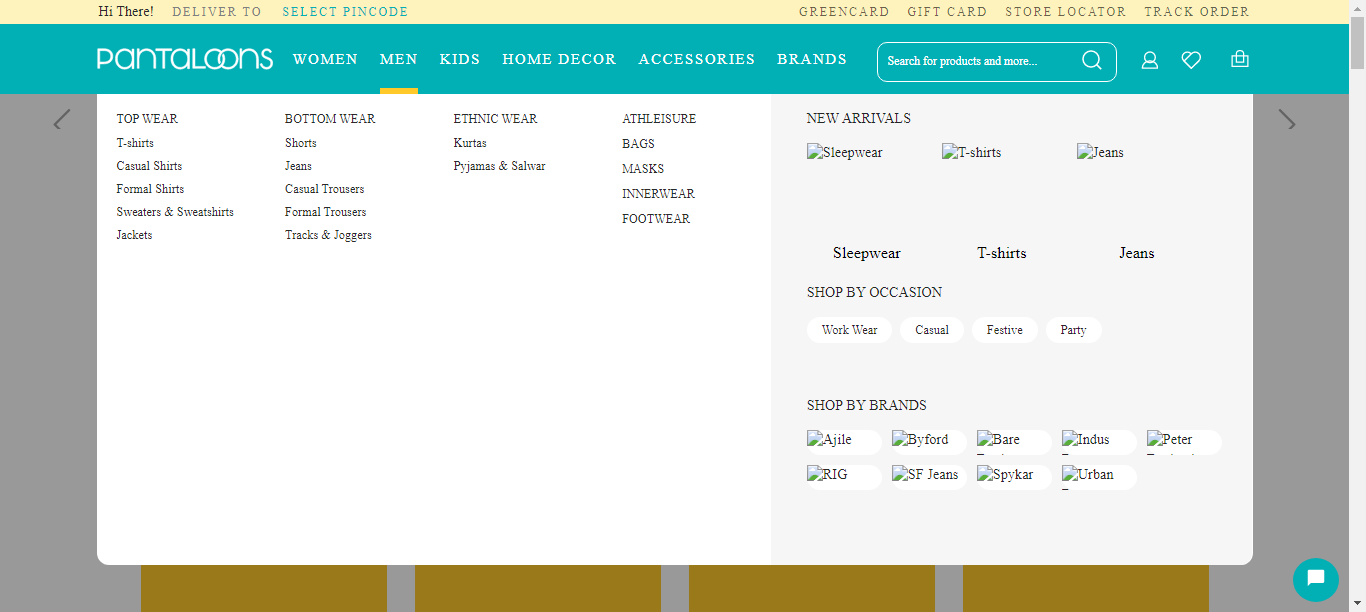 Hi There! DELIVER TO SELECT PINCODE GREENCARD GIFT CARD STORE LOCATOR TRACK ORDER
PANTALOONS WOMEN MEN KIDS HOME DECOR ACCESSORIES BRANDS Search for products and more...
TOP WEAR
T-shirts
Casual Shirts
Formal Shirts
Sweaters & Sweatshirts
Jackets
BOTTOM WEAR
Shorts
Jeans
Casual Trousers
Formal Trousers
Tracks & Joggers
ETHNIC WEAR
Kurtas
Pyjamas & Salwar
ATHLEISURE
BAGS
MASKS
INNERWEAR
FOOTWEAR
NEW ARRIVALS
Sleepwear T-shirts Jeans
Sleepwear T-shirts Jeans
SHOP BY OCCASION
Work Wear Casual Festive Party
SHOP BY BRANDS
Ajile Byford Bare Indus Peter
RIG SF Jeans Spykar Urban